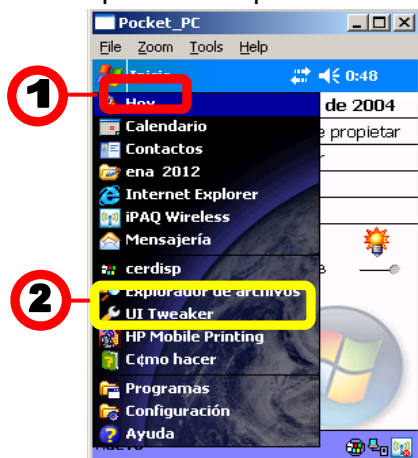 Pocket_PC
File Zoom Tools Help
Inicio 0:48
1 Hoy de 2004
Calendario propietar
Contactos
ena 2012
Internet Explorer
iPAQ Wireless
Mensajería
cerdisp
2 Explorador de archivos
UI Tweaker
HP Mobile Printing
C¢mo hacer
Programas
Configuración
Ayuda
Nuevo